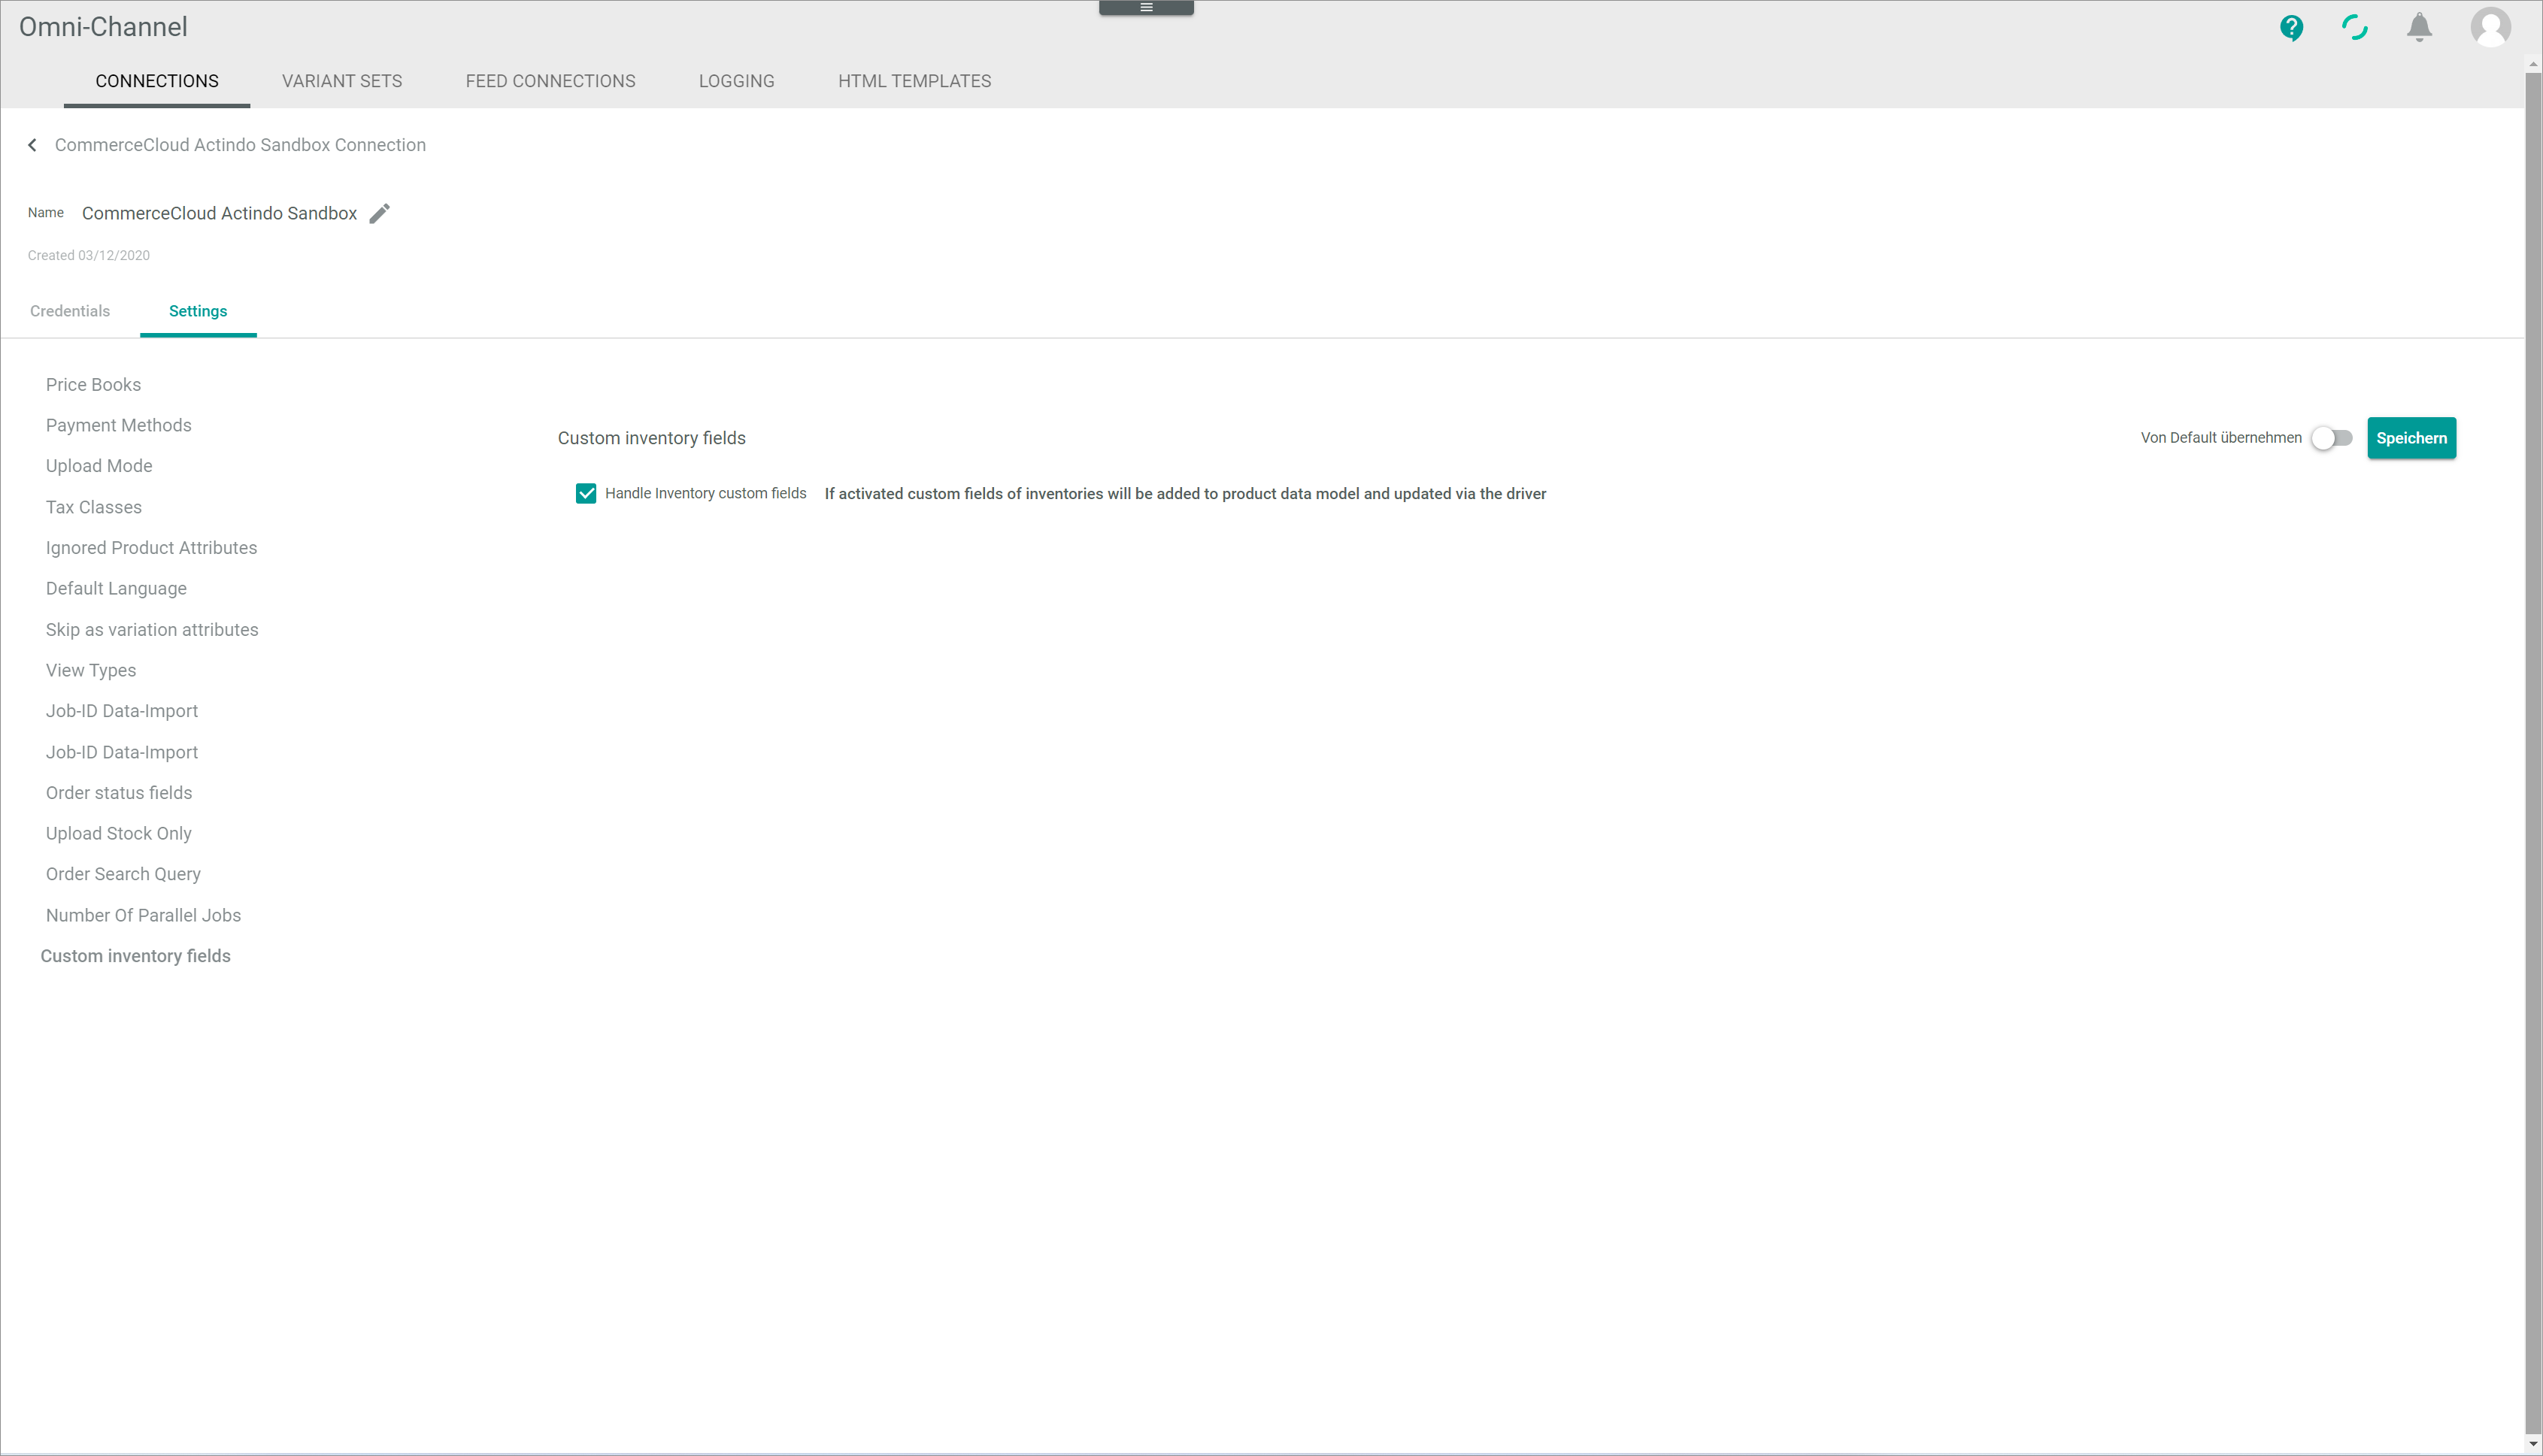 Omni-Channel
CONNECTIONS VARIANT SETS FEED CONNECTIONS LOGGING HTML TEMPLATES
CommerceCloud Actindo Sandbox Connection
Name CommerceCloud Actindo Sandbox
Created 03/12/2020
Credentials Settings
Price Books
Payment Methods
Upload Mode
Tax Classes
Ignored Product Attributes
Default Language
Skip as variation attributes
View Types
Job-ID Data-Import
Job-ID Data-Import
Order status fields
Upload Stock Only
Order Search Query
Number Of Parallel Jobs
Custom inventory fields
Custom inventory fields Von Default übernehmen Speichern
Handle Inventory custom fields If activated custom fields of inventories will be added to product data model and updated via the driver